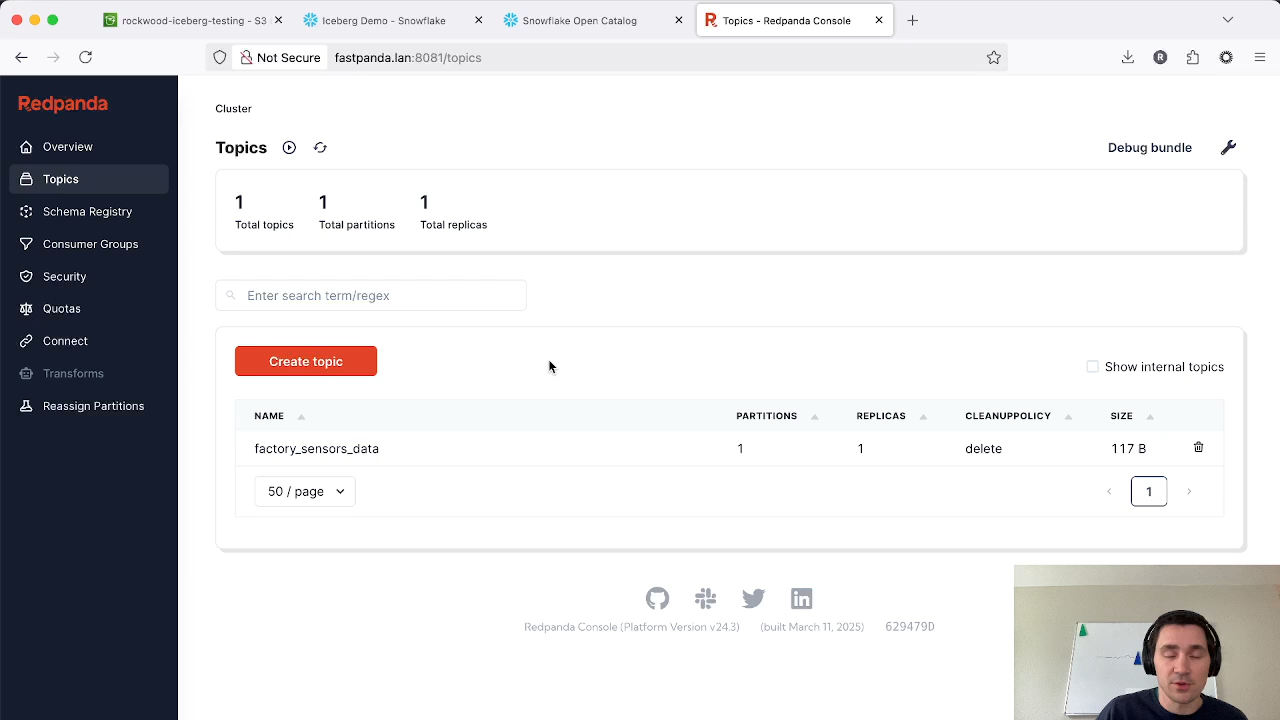 rockwood-iceberg-testing - S3
Iceberg Demo - Snowflake
Snowflake Open Catalog
Topics - Redpanda Console
Not Secure
fastpanda.lan:8081/topics
Redpanda
Overview
Topics
Schema Registry
Consumer Groups
Security
Quotas
Connect
Transforms
Reassign Partitions
Cluster
Topics
Debug bundle
1 1 1
Total topics Total partitions Total replicas
Enter search term/regex
Create topic
Show internal topics
NAME PARTITIONS REPLICAS CLEANUPPOLICY SIZE
factory_sensors_data 1 1 delete 117 B
50 / page 1
Redpanda Console (Platform Version v24.3) (built March 11, 2025) 629479D